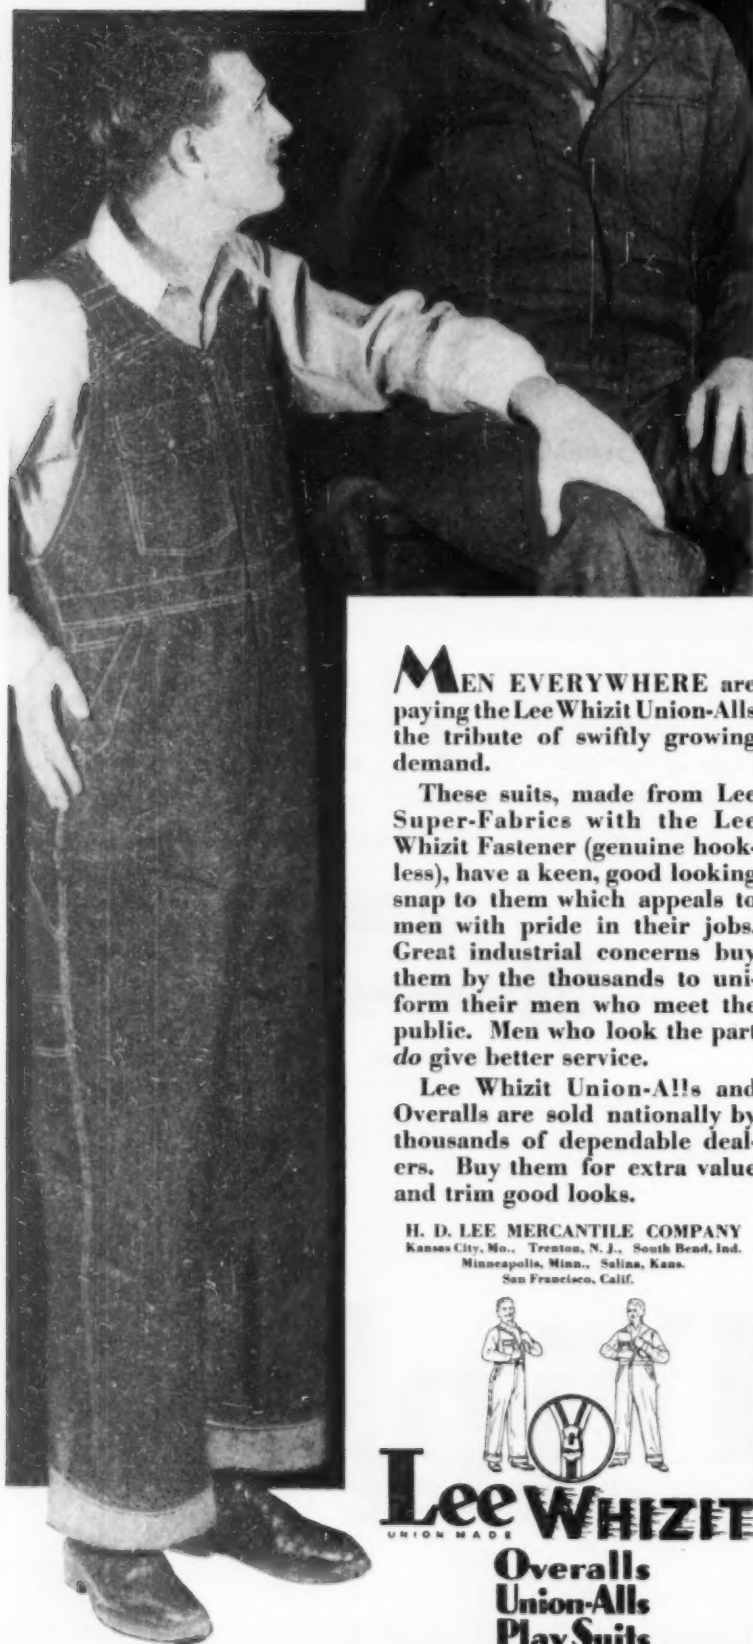 MEN EVERYWHERE are
paying the Lee Whizit Union-Alls
the tribute of swiftly growing
demand.
These suits, made from Lee
Super-Fabrics with the Lee
Whizit Fastener (genuine hook-
less), have a keen, good looking
snap to them which appeals to
men with pride in their jobs.
Great industrial concerns buy
them by the thousands to uni-
form their men who meet the
public. Men who look the part
do give better service.
Lee Whizit Union-Alls and
Overalls are sold nationally by
thousands of dependable deal-
ers. Buy them for extra value
and trim good looks.
H. D. LEE MERCANTILE COMPANY
Kansas City, Mo., Trenton, N. J., South Bend, Ind.
Minneapolis, Minn., Salina, Kans.
San Francisco, Calif.
Lee WHIZIT
UNION MADE
Overalls
Union-Alls
Play Suits